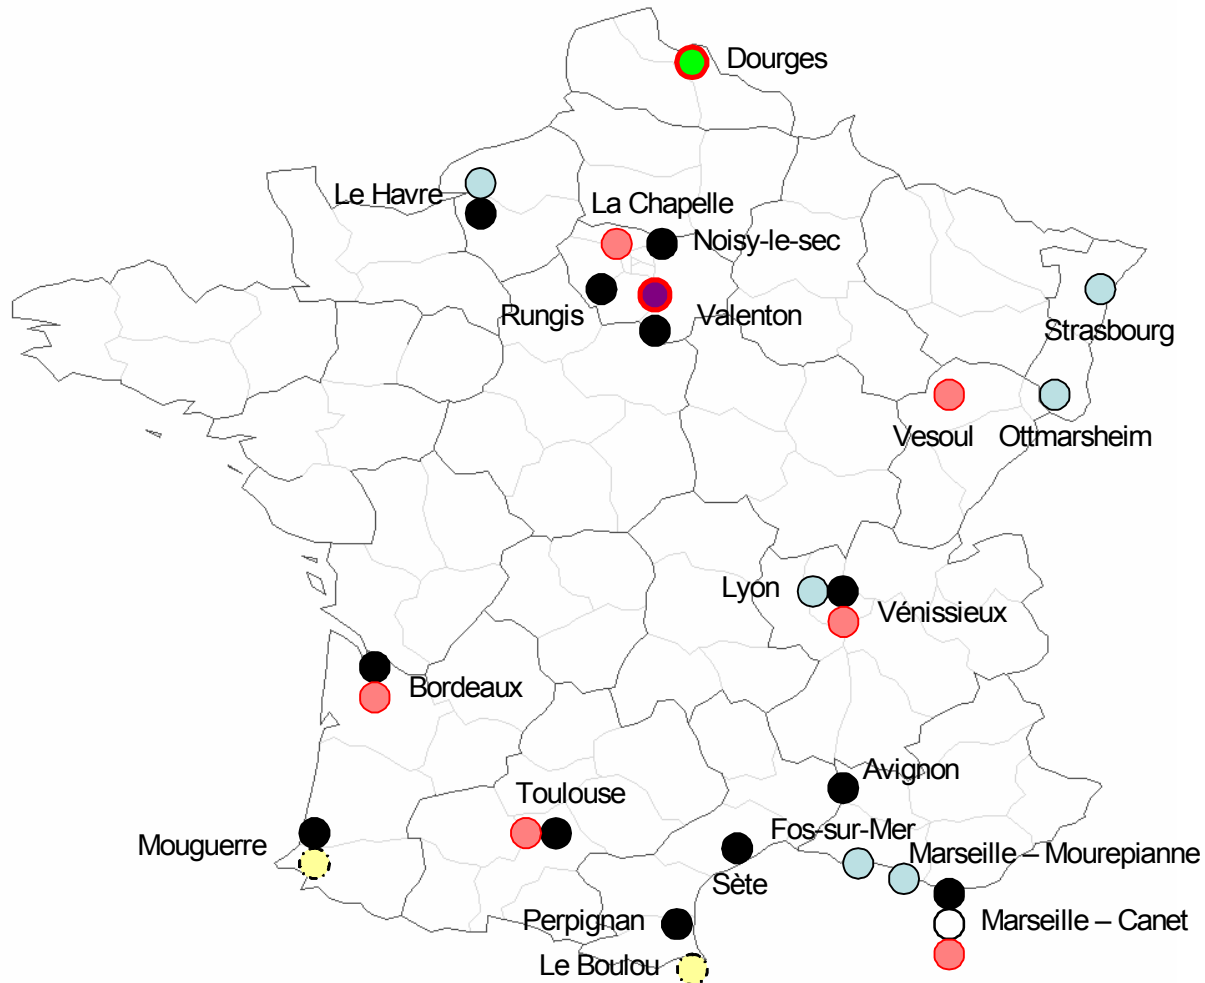 Dourges
Le Havre
La Chapelle
Noisy-le-sec
Rungis
Valenton
Strasbourg
Vesoul
Ottmarsheim
Lyon
Vénissieux
Bordeaux
Avignon
Toulouse
Fos-sur-Mer
Mouguerre
Marseille – Mourepianne
Sète
Perpignan
Marseille – Canet
Le Boulou